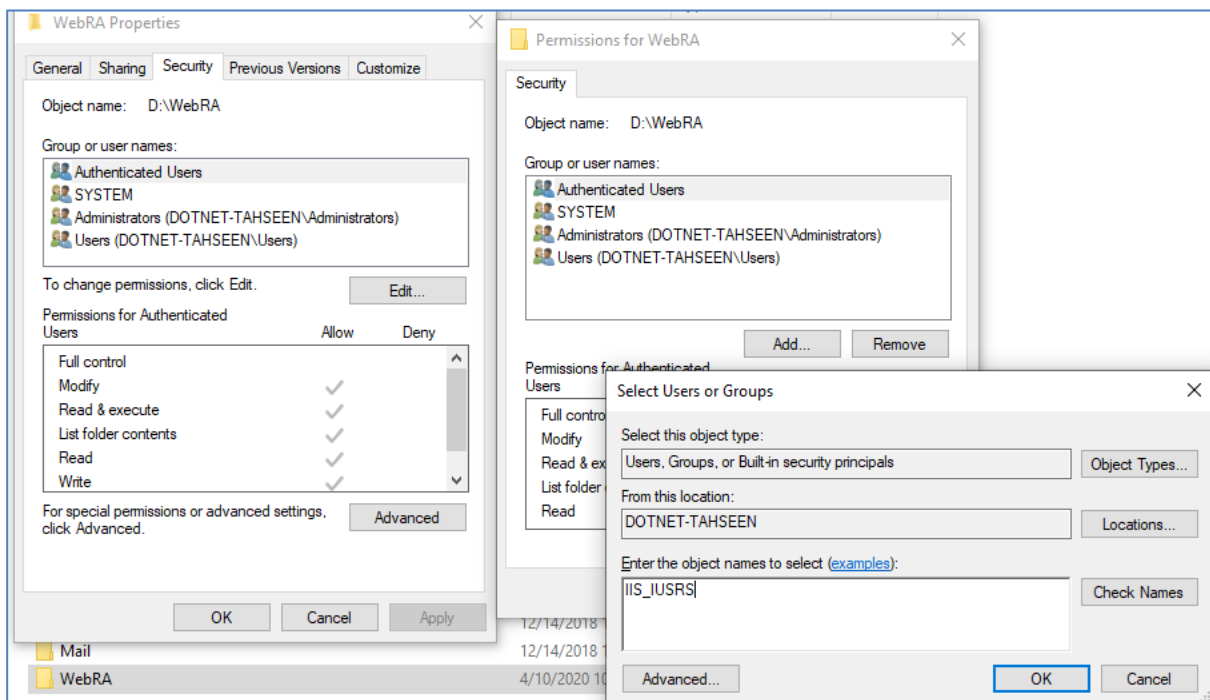 WebRA Properties
General Sharing Security Previous Versions Customize
Object name: D:\WebRA
Group or user names:
Authenticated Users
SYSTEM
Administrators (DOTNET-TAHSEEN\Administrators)
Users (DOTNET-TAHSEEN\Users)
To change permissions, click Edit.
Edit...
Permissions for Authenticated
Users Allow Deny
Full control
Modify
Read & execute
List folder contents
Read
Write
For special permissions or advanced settings,
click Advanced.
Advanced
OK Cancel Apply
Permissions for WebRA
Security
Object name: D:\WebRA
Group or user names:
Authenticated Users
SYSTEM
Administrators (DOTNET-TAHSEEN\Administrators)
Users (DOTNET-TAHSEEN\Users)
Add... Remove
Permissions for Authenticated
Users
Full contro
Modify
Read & ex
List folder
Read
Select Users or Groups
Select this object type:
Users, Groups, or Built-in security principals
Object Types...
From this location:
DOTNET-TAHSEEN
Locations...
Enter the object names to select (examples):
IIS_IUSRS
Check Names
Advanced...
OK Cancel
12/14/2018 1
Mail 12/14/2018 1
WebRA 4/10/2020 10